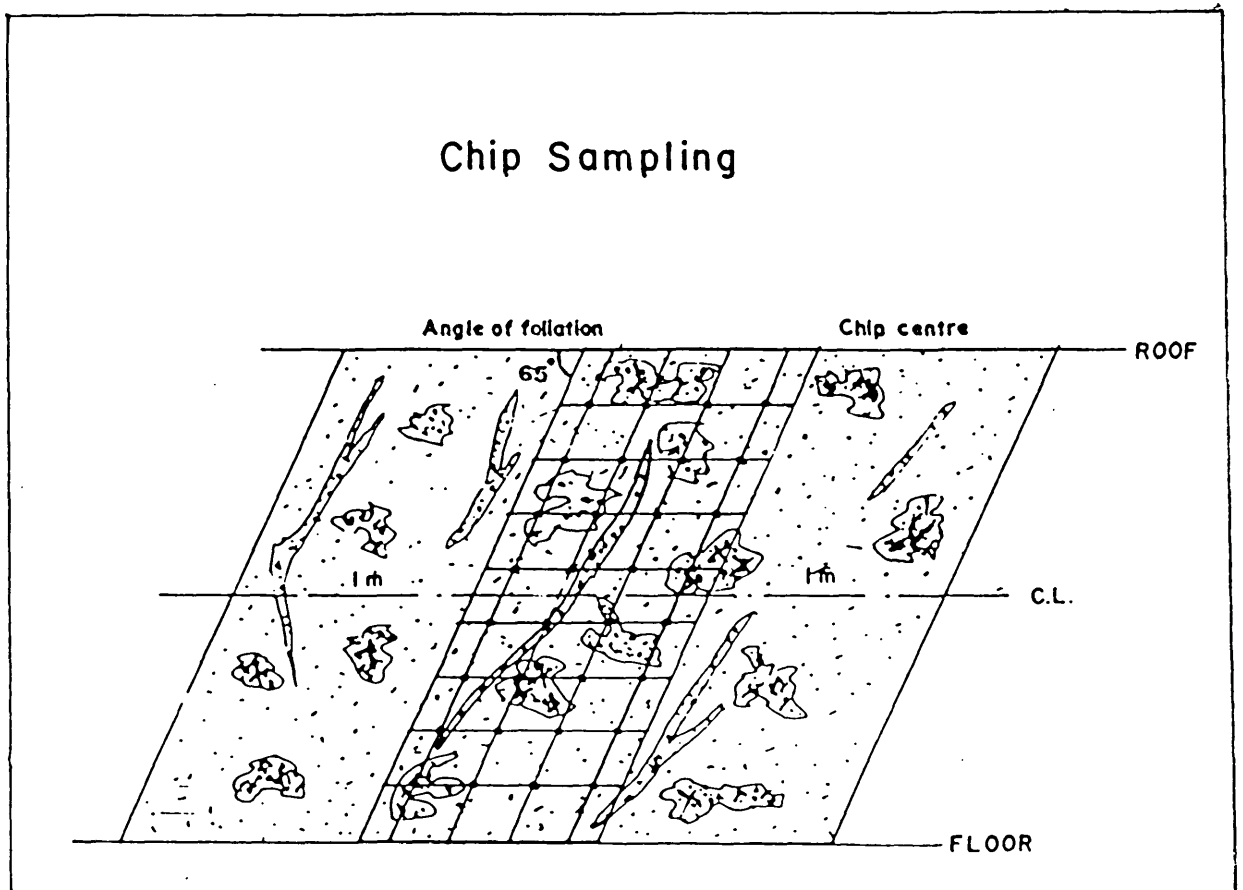 Chip Sampling
Angle of foliation
Chip centre
ROOF
65°
1m
1m
C.L.
FLOOR